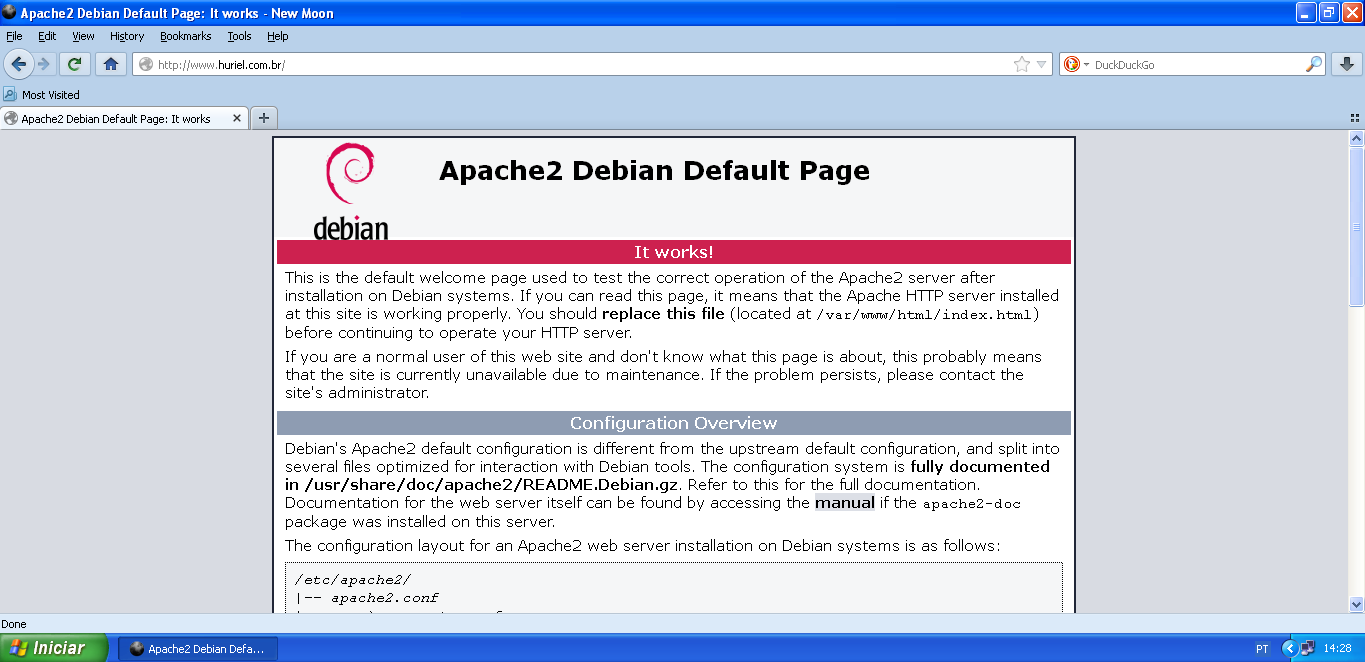 Apache2 Debian Default Page: It works - New Moon
File Edit View History Bookmarks Tools Help
http://www.huriel.com.br/
DuckDuckGo
Most Visited
Apache2 Debian Default Page: It works
debian
Apache2 Debian Default Page
It works!
This is the default welcome page used to test the correct operation of the Apache2 server after
installation on Debian systems. If you can read this page, it means that the Apache HTTP server installed
at this site is working properly. You should replace this file (located at /var/www/html/index.html)
before continuing to operate your HTTP server.
If you are a normal user of this web site and don't know what this page is about, this probably means
that the site is currently unavailable due to maintenance. If the problem persists, please contact the
site's administrator.
Configuration Overview
Debian's Apache2 default configuration is different from the upstream default configuration, and split into
several files optimized for interaction with Debian tools. The configuration system is fully documented
in /usr/share/doc/apache2/README.Debian.gz. Refer to this for the full documentation.
Documentation for the web server itself can be found by accessing the manual if the apache2-doc
package was installed on this server.
The configuration layout for an Apache2 web server installation on Debian systems is as follows:
/etc/apache2/
|-- apache2.conf
Done
Iniciar
Apache2 Debian Defa...
PT
14:28